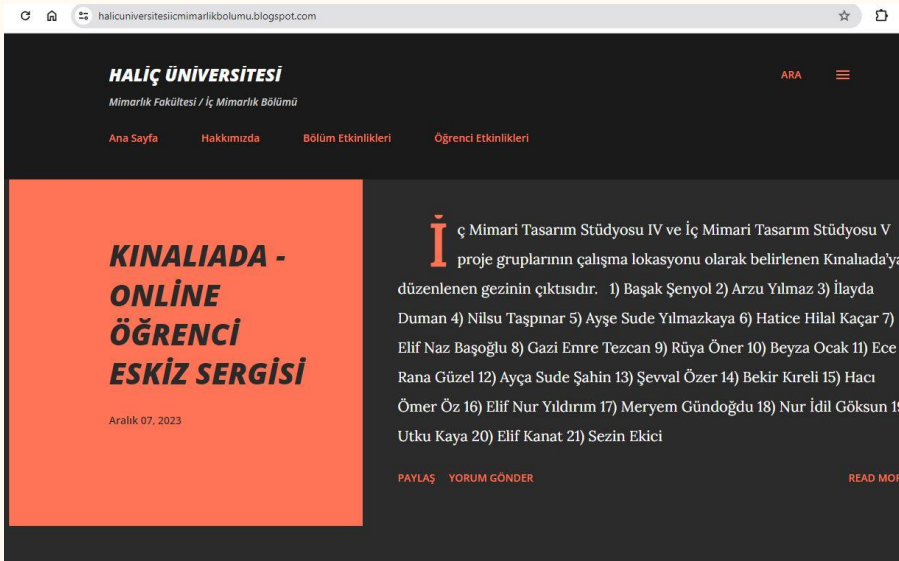 halicuniversitesiicmimarlikbolumu.blogspot.com
HALİÇ ÜNİVERSİTESİ
ARA
Mimarlık Fakültesi / İç Mimarlık Bölümü
Ana Sayfa Hakkımızda Bölüm Etkinlikleri Öğrenci Etkinlikleri
KINALIADA -
ONLİNE
ÖĞRENCİ
ESKİZ SERGİSİ
Aralık 07, 2023
İç Mimari Tasarım Stüdyosu IV ve İç Mimari Tasarım Stüdyosu V
proje gruplarının çalışma lokasyonu olarak belirlenen Kınalıada'ya
düzenlenen gezinin çıktısıdır. 1) Başak Şenyol 2) Arzu Yılmaz 3) İlayda
Duman 4) Nilsu Taşpınar 5) Ayşe Sude Yılmazkaya 6) Hatice Hilal Kaçar 7)
Elif Naz Başoğlu 8) Gazi Emre Tezcan 9) Rüya Öner 10) Beyza Ocak 11) Ece
Rana Güzel 12) Ayça Sude Şahin 13) Şevval Özer 14) Bekir Kıreli 15) Hacı
Ömer Öz 16) Elif Nur Yıldırım 17) Meryem Gündoğdu 18) Nur İdil Göksun
Utku Kaya 20) Elif Kanat 21) Sezin Ekici
PAYLAŞ YORUM GÖNDER READ MOR